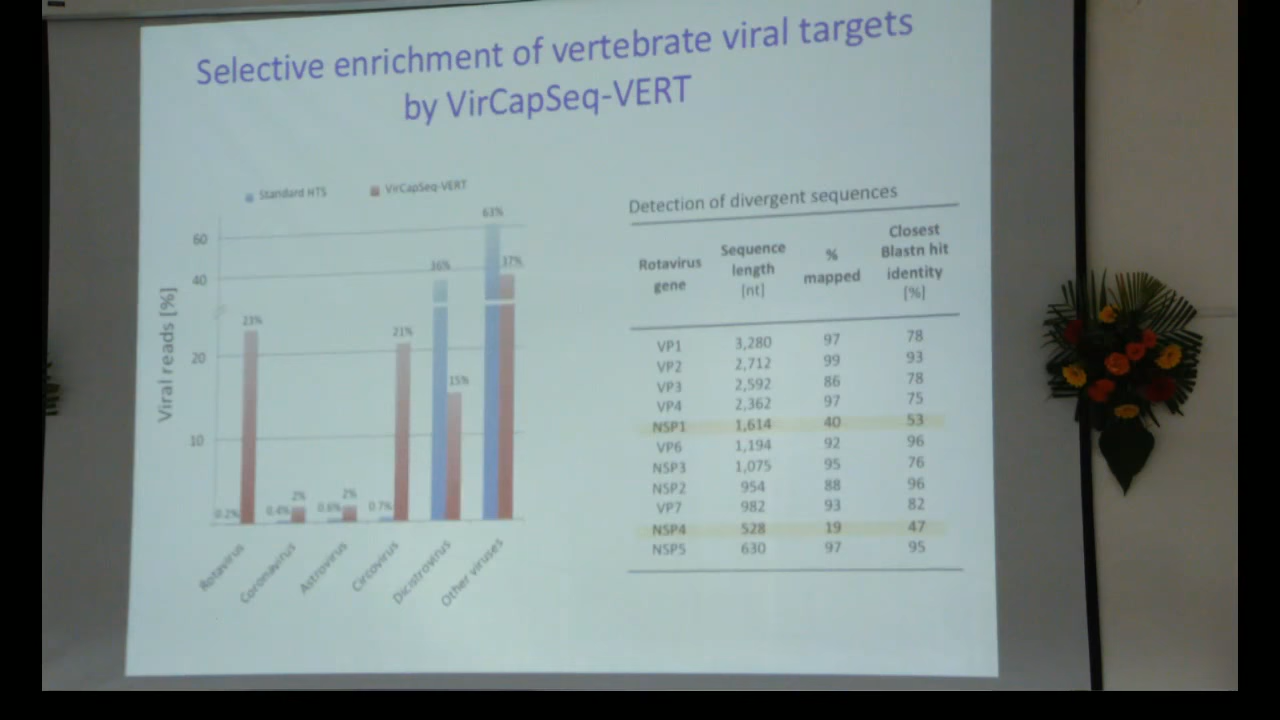 Selective enrichment of vertebrate viral targets
by VirCapSeq-VERT
Standard HTS
VirCapSeq-VERT
Viral reads [%]
60
40
20
10
0.2%
23%
0.4%
2%
0.6%
2%
0.7%
21%
36%
15%
63%
37%
Rotavirus
Coronavirus
Astrovirus
Circovirus
Dicistrovirus
Other viruses
Detection of divergent sequences
Rotavirus gene Sequence length [nt] % mapped Closest Blastn hit identity [%]
VP1 3,280 97 78
VP2 2,712 99 93
VP3 2,592 86 78
VP4 2,362 97 75
NSP1 1,614 40 53
VP6 1,194 92 96
NSP3 1,075 95 76
NSP2 954 88 96
VP7 982 93 82
NSP4 528 19 47
NSP5 630 97 95